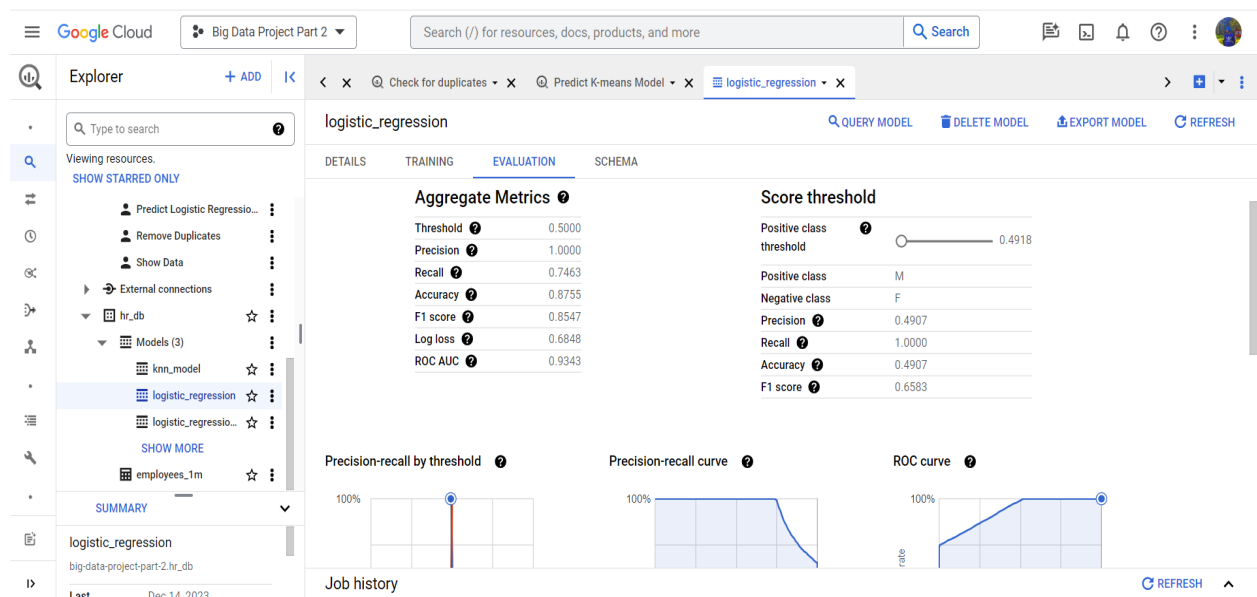 Google Cloud
Big Data Project Part 2
Search (/) for resources, docs, products, and more
Search
Explorer
+ ADD
Type to search
Viewing resources.
SHOW STARRED ONLY
Predict Logistic Regressio...
Remove Duplicates
Show Data
External connections
hr_db
Models (3)
knn_model
logistic_regression
logistic_regressio...
SHOW MORE
employees_1m
SUMMARY
logistic_regression
big-data-project-part-2.hr_db
Last Dec 14, 2023
Check for duplicates
Predict K-means Model
logistic_regression
logistic_regression
QUERY MODEL
DELETE MODEL
EXPORT MODEL
REFRESH
DETAILS
TRAINING
EVALUATION
SCHEMA
Aggregate Metrics
Threshold 0.5000
Precision 1.0000
Recall 0.7463
Accuracy 0.8755
F1 score 0.8547
Log loss 0.6848
ROC AUC 0.9343
Score threshold
Positive class
threshold
0.4918
Positive class M
Negative class F
Precision 0.4907
Recall 1.0000
Accuracy 0.4907
F1 score 0.6583
Precision-recall by threshold
100%
Precision-recall curve
100%
ROC curve
100%
rate
Job history
REFRESH